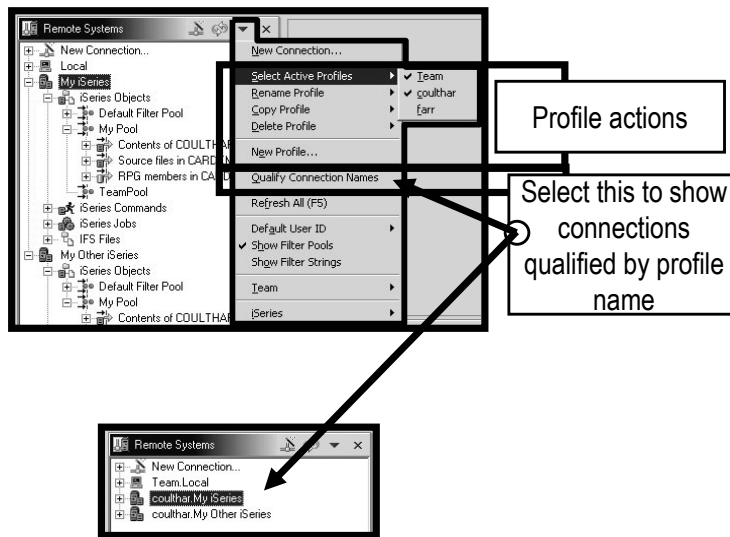 Remote Systems
New Connection...
Local
My iSeries
iSeries Objects
Default Filter Pool
My Pool
Contents of COULTHAR
Source files in
RPG members in
TeamPool
iSeries Commands
iSeries Jobs
IFS Files
My Other iSeries
iSeries Objects
Default Filter Pool
My Pool
Contents of COULTHAR
New Connection...
Select Active Profiles
Rename Profile
Copy Profile
Delete Profile
New Profile...
Qualify Connection Names
Refresh All (F5)
Default User ID
Show Filter Pools
Show Filter Strings
Team
iSeries
Team
coulthar
farr
Profile actions
Select this to show
connections
qualified by profile
name
Remote Systems
New Connection...
Team.Local
coulthar.My iSeries
coulthar.My Other iSeries